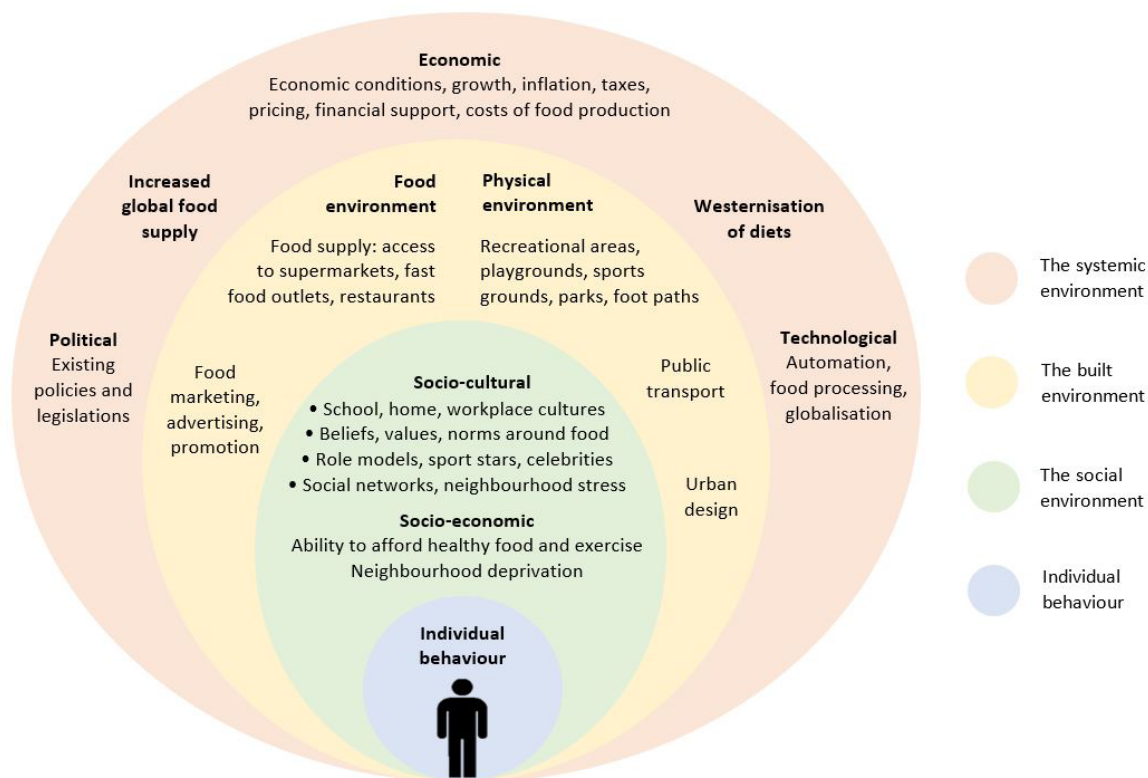 Economic
Economic conditions, growth, inflation, taxes,
pricing, financial support, costs of food production
Increased
global food
supply
Food
environment
Food supply: access
to supermarkets, fast
food outlets, restaurants
Physical
environment
Recreational areas,
playgrounds, sports
grounds, parks, foot paths
Westernisation
of diets
Political
Existing
policies and
legislations
Food
marketing,
advertising,
promotion
Socio-cultural
• School, home, workplace cultures
• Beliefs, values, norms around food
• Role models, sport stars, celebrities
• Social networks, neighbourhood stress
Socio-economic
Ability to afford healthy food and exercise
Neighbourhood deprivation
Public
transport
Urban
design
Technological
Automation,
food processing,
globalisation
Individual
behaviour
The systemic
environment
The built
environment
The social
environment
Individual
behaviour